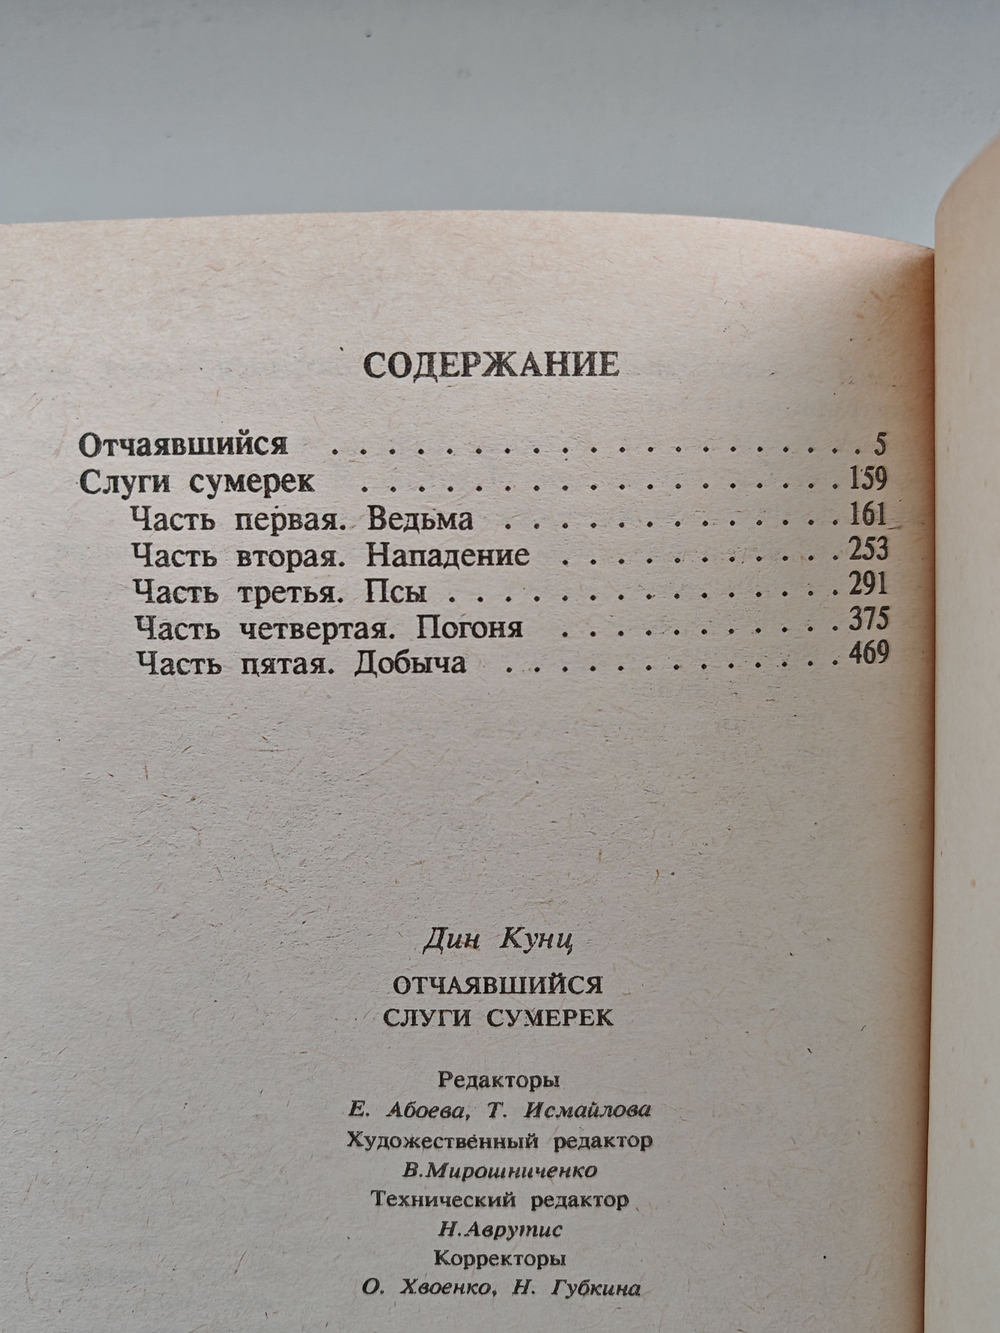 СОДЕРЖАНИЕ
Отчаявшийся . . . . . . . . . . . . . . . . . . . 5
Слуги сумерек . . . . . . . . . . . . . . . . . 159
Часть первая. Ведьма . . . . . . . . . . . . 161
Часть вторая. Нападение . . . . . . . . . . 253
Часть третья. Псы . . . . . . . . . . . . . . 291
Часть четвертая. Погоня . . . . . . . . . . 375
Часть пятая. Добыча . . . . . . . . . . . . 469
Дин Кунц
ОТЧАЯВШИЙСЯ
СЛУГИ СУМЕРЕК
Редакторы
Е. Абоева, Т. Исмайлова
Художественный редактор
В.Мирошниченко
Технический редактор
Н.Аврутис
Корректоры
О. Хвоенко, Н. Губкина